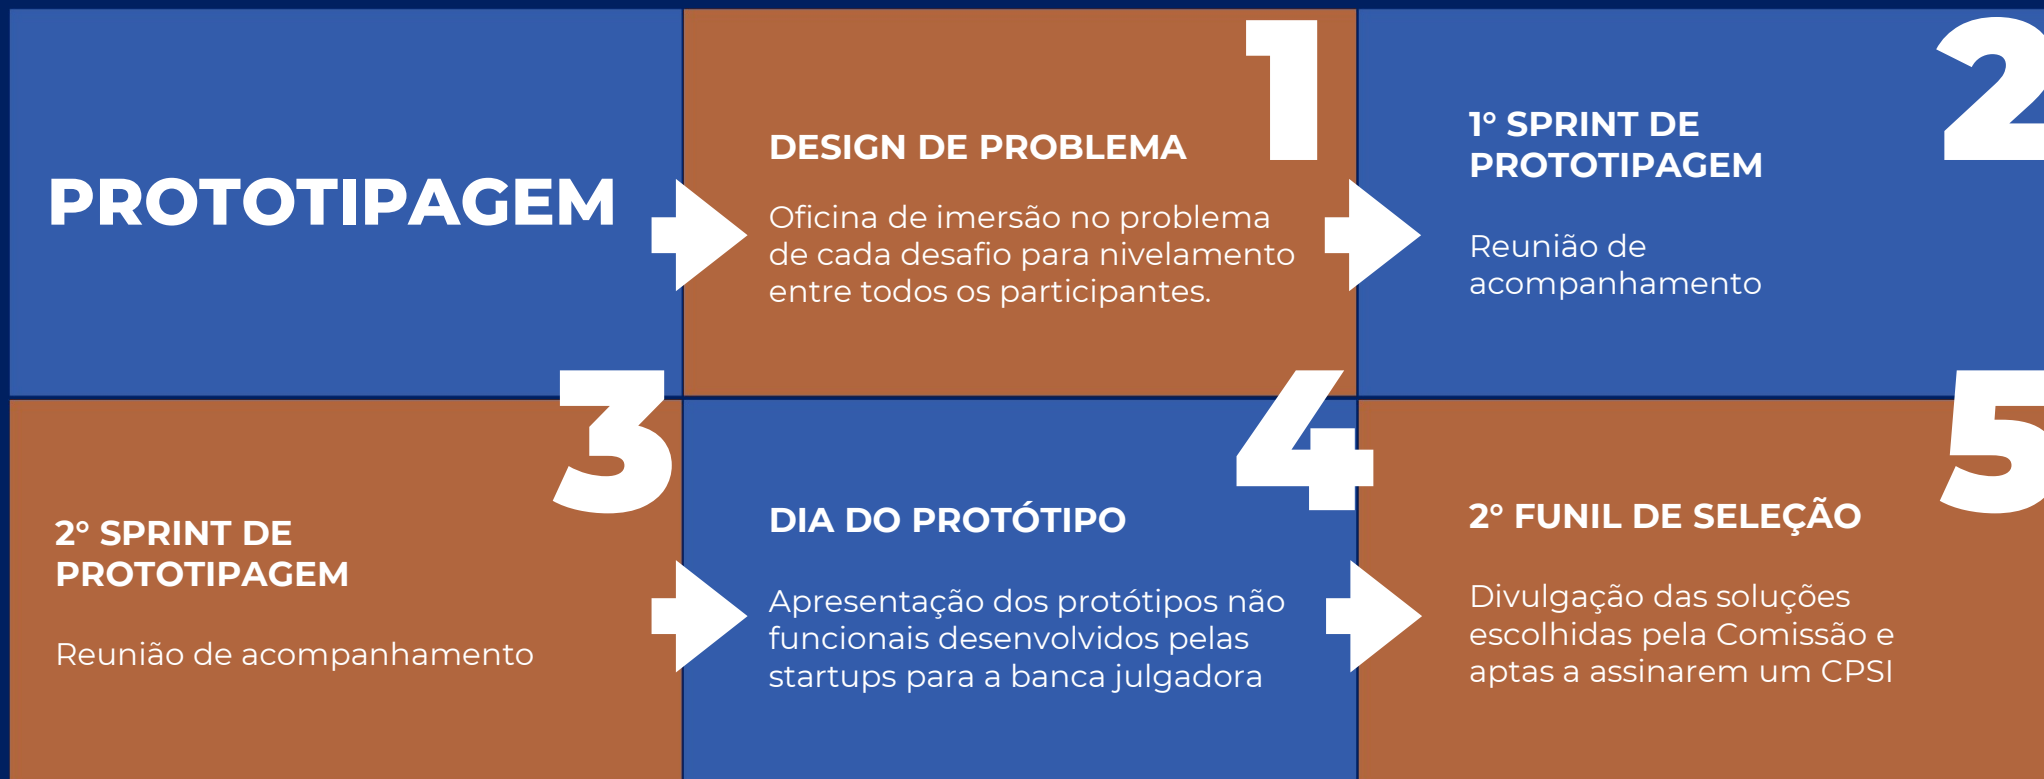 PROTOTIPAGEM
1
DESIGN DE PROBLEMA
Oficina de imersão no problema
de cada desafio para nivelamento
entre todos os participantes.
2
1º SPRINT DE
PROTOTIPAGEM
Reunião de
acompanhamento
3
2º SPRINT DE
PROTOTIPAGEM
Reunião de acompanhamento
4
DIA DO PROTÓTIPO
Apresentação dos protótipos não
funcionais desenvolvidos pelas
startups para a banca julgadora
5
2º FUNIL DE SELEÇÃO
Divulgação das soluções
escolhidas pela Comissão e
aptas a assinarem um CPSI